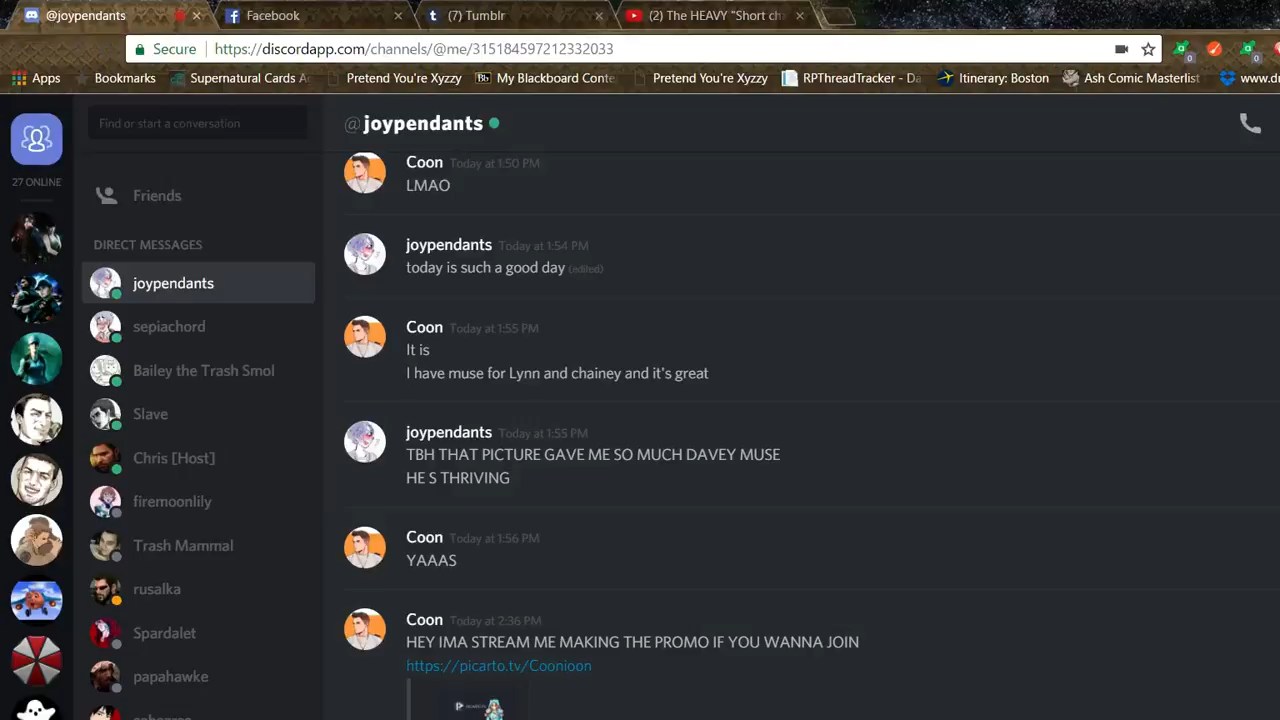 @joypendants
Facebook
(7) Tumblr
(2) The HEAVY "Short ch
Secure
https://discordapp.com/channels/@me/315184597212332033
Apps
Bookmarks
Supernatural Cards A
Pretend You're Xyzzy
Bb My Blackboard Conte
Pretend You're Xyzzy
RPThreadTracker - Da
Itinerary: Boston
Ash Comic Masterlist
www.d
Find or start a conversation
@joypendants
27 ONLINE
Friends
DIRECT MESSAGES
joypendants
sepiachord
Bailey the Trash Smol
Slave
Chris [Host]
firemoonlily
Trash Mammal
rusalka
Spardalet
papahawke
Coon Today at 1:50 PM
LMAO
joypendants Today at 1:54 PM
today is such a good day (edited)
Coon Today at 1:55 PM
It is
I have muse for Lynn and chainey and it's great
joypendants Today at 1:55 PM
TBH THAT PICTURE GAVE ME SO MUCH DAVEY MUSE
HE S THRIVING
Coon Today at 1:56 PM
YAAAS
Coon Today at 2:36 PM
HEY IMA STREAM ME MAKING THE PROMO IF YOU WANNA JOIN
https://picarto.tv/Coonioon